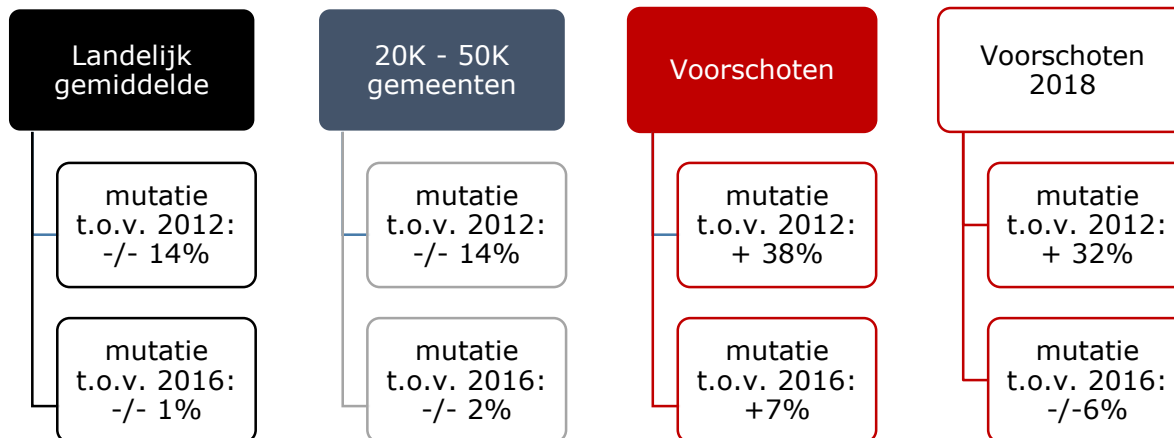 Landelijk
gemiddelde
mutatie
t.o.v. 2012:
-/- 14%
mutatie
t.o.v. 2016:
-/- 1%
20K - 50K
gemeenten
mutatie
t.o.v. 2012:
-/- 14%
mutatie
t.o.v. 2016:
-/- 2%
Voorschoten
mutatie
t.o.v. 2012:
+ 38%
mutatie
t.o.v. 2016:
+7%
Voorschoten
2018
mutatie
t.o.v. 2012:
+ 32%
mutatie
t.o.v. 2016:
-/-6%